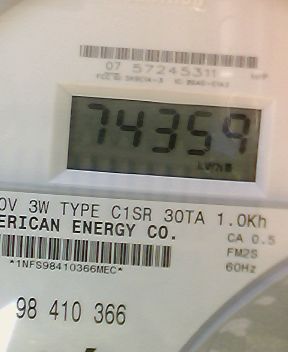 07 57245311
74359
0V 3W TYPE C1SR 30TA 1.0Kh
ERICAN ENERGY CO.
CA 0.5
FM2S
*1NFS98410366MEC*
60Hz
98 410 366